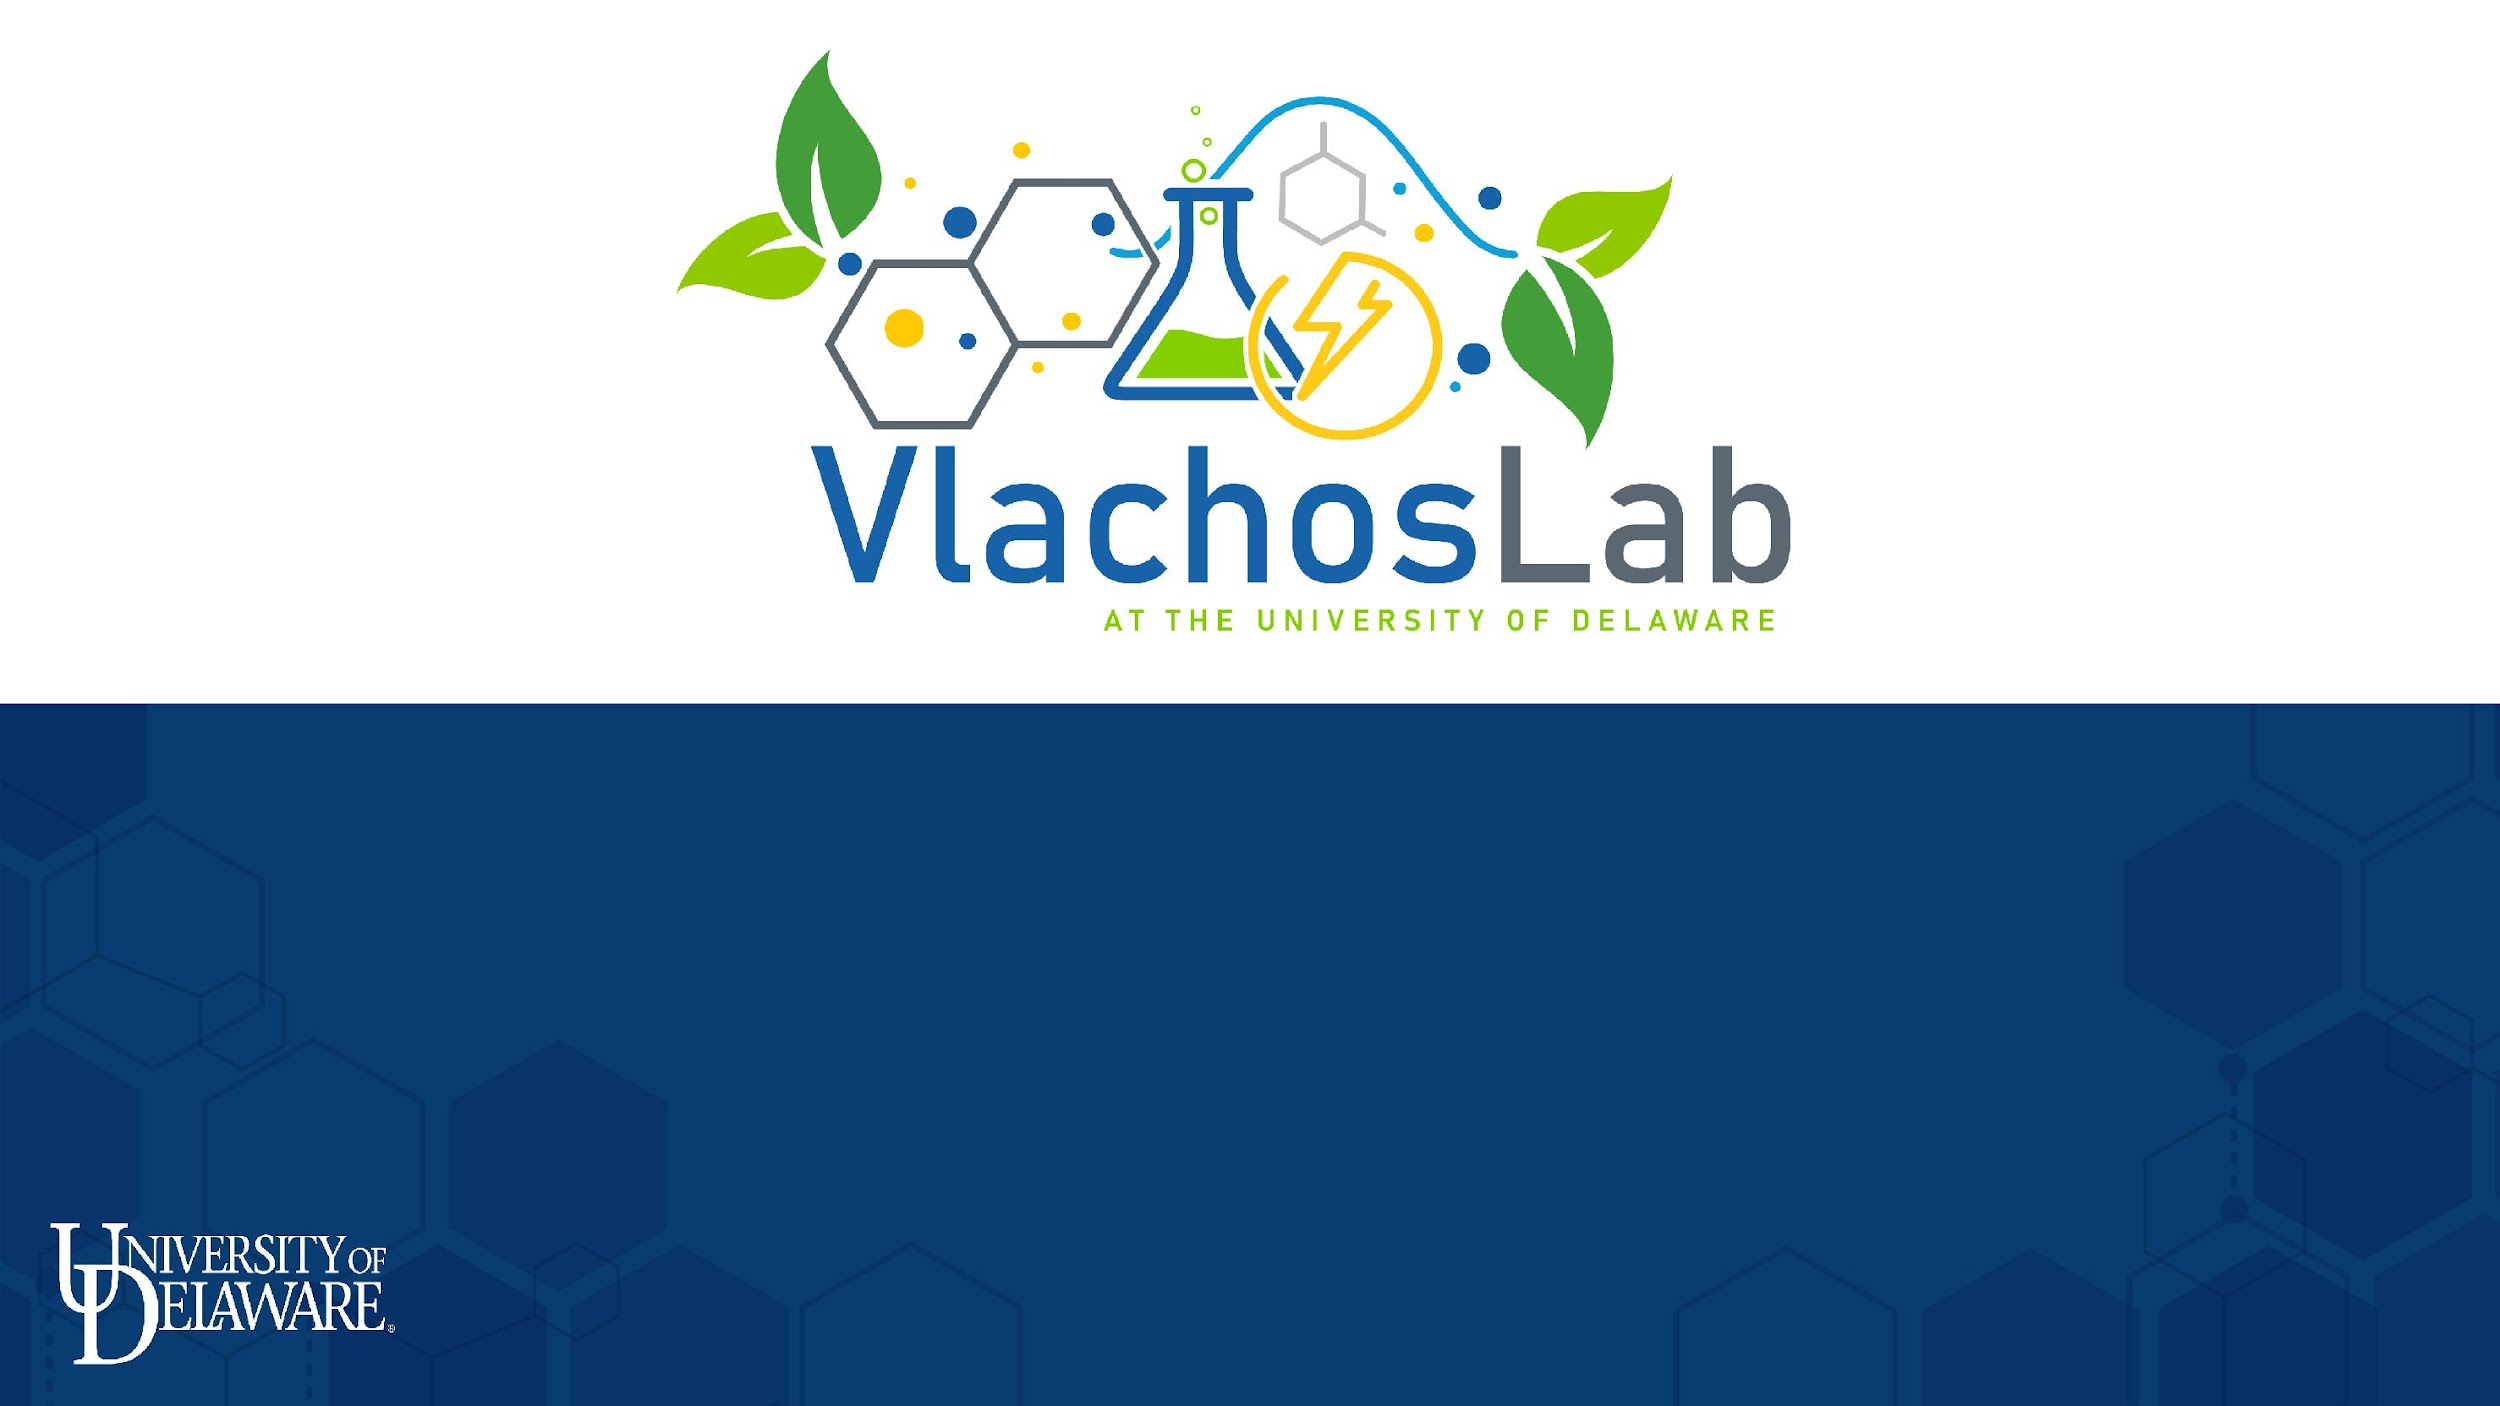 VlachosLab
AT THE UNIVERSITY OF DELAWARE
UNIVERSITY OF
DELAWARE®